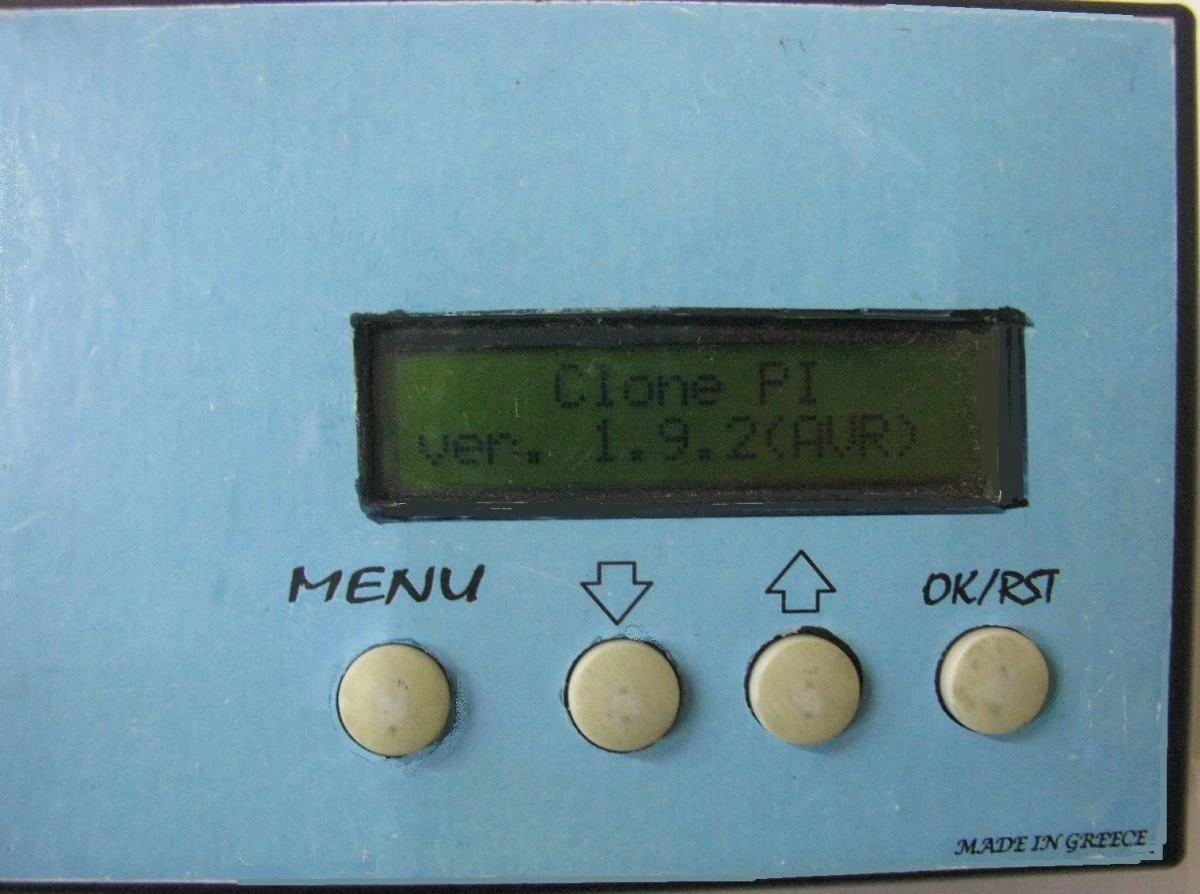 Clone PI
ver. 1.9.2(AVR)
MENU
OK/RST
MADE IN GREECE